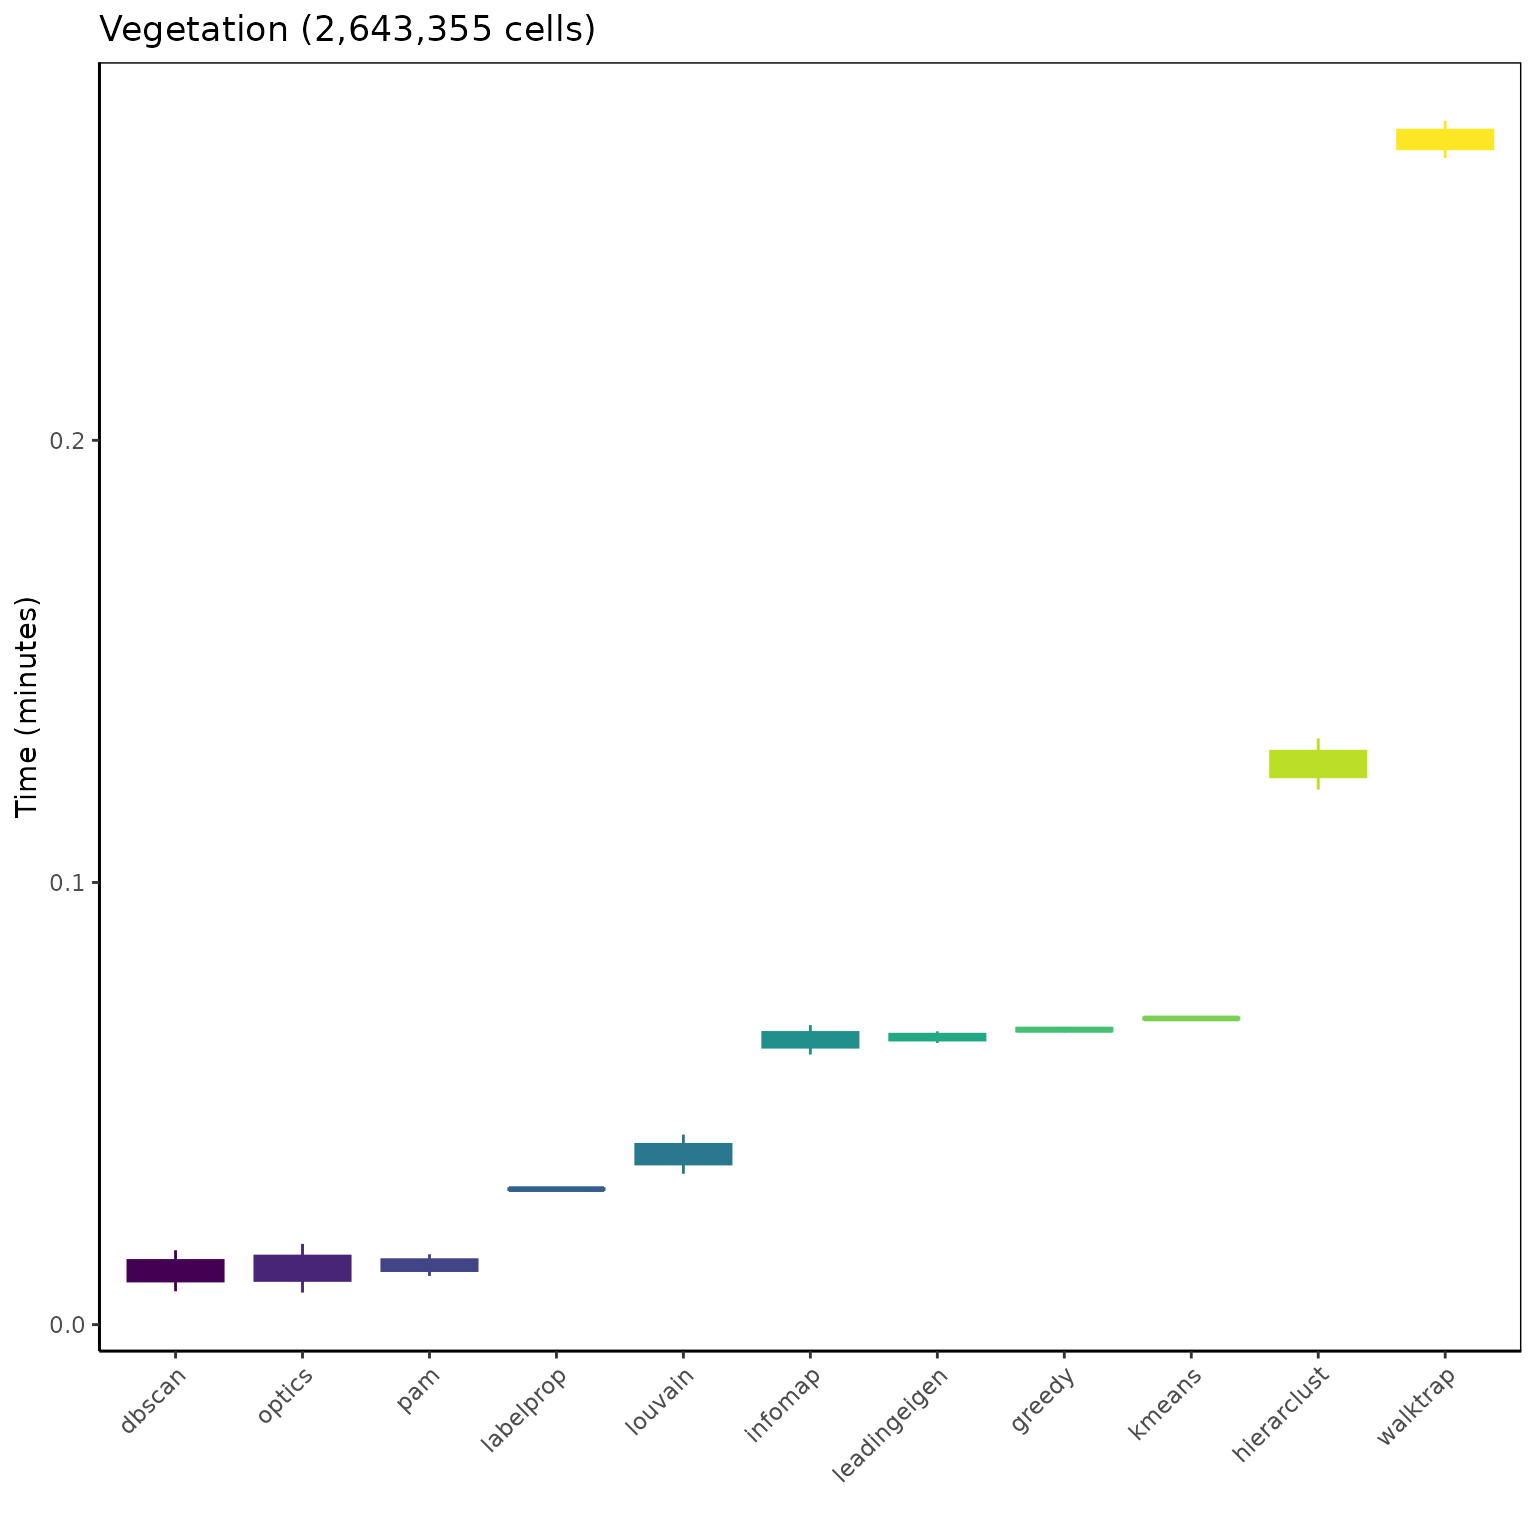 Vegetation (2,643,355 cells)
Time (minutes)
0.2
0.1
0.0
dbscan
optics
pam
labelprop
louvain
infomap
leadingeigen
greedy
kmeans
hierarclust
walktrap